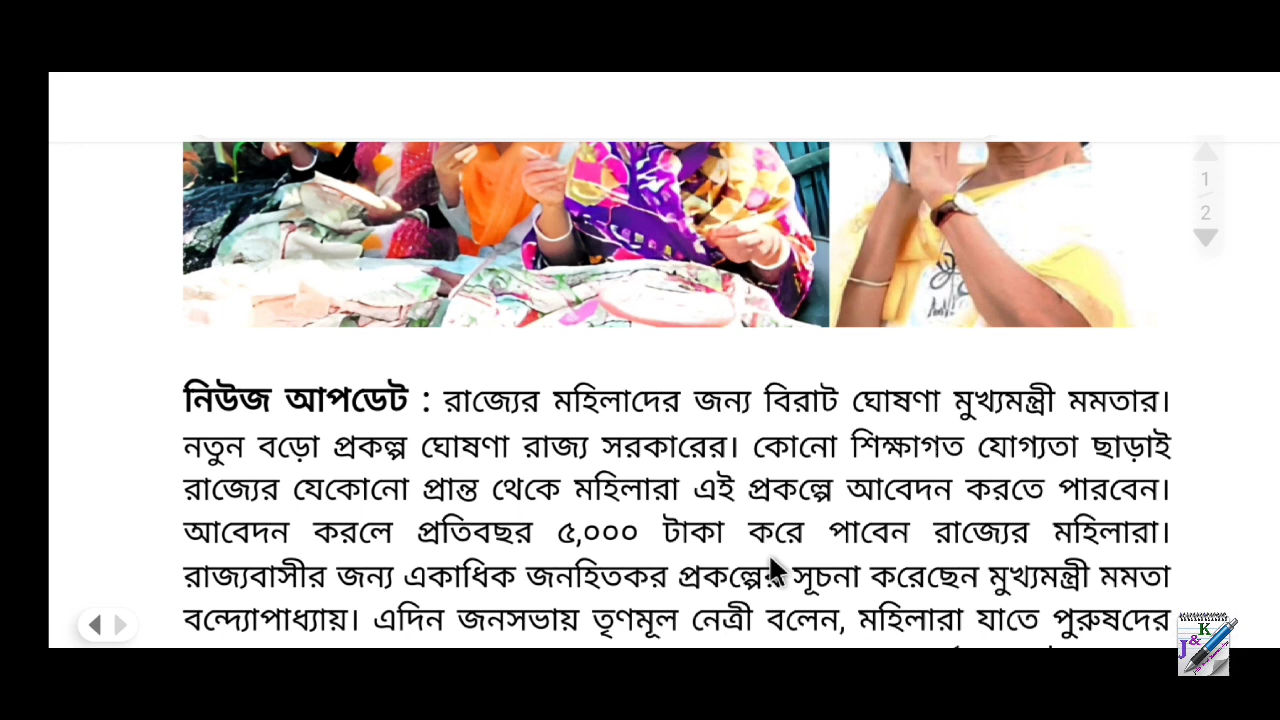 1
2
নিউজ আপডেট : রাজ্যের মহিলাদের জন্য বিরাট ঘোষণা মুখ্যমন্ত্রী মমতার।
নতুন বড়ো প্রকল্প ঘোষণা রাজ্য সরকারের। কোনো শিক্ষাগত যোগ্যতা ছাড়াই
রাজ্যের যেকোনো প্রান্ত থেকে মহিলারা এই প্রকল্পে আবেদন করতে পারবেন।
আবেদন করলে প্রতিবছর ৫,০০০ টাকা করে পাবেন রাজ্যের মহিলারা।
রাজ্যবাসীর জন্য একাধিক জনহিতকর প্রকল্পের সূচনা করেছেন মুখ্যমন্ত্রী মমতা
বন্দ্যোপাধ্যায়। এদিন জনসভায় তৃণমূল নেত্রী বলেন, মহিলারা যাতে পুরুষদের
J&K